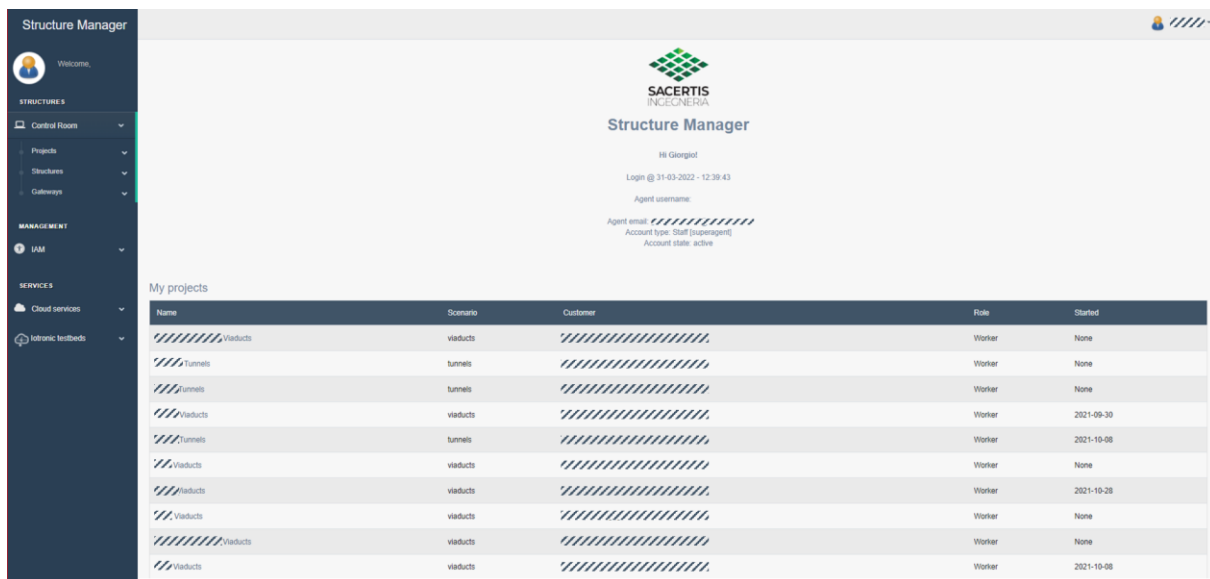 Structure Manager
Welcome,
STRUCTURES
Control Room
Projects
Structures
Gateways
MANAGEMENT
IAM
SERVICES
Cloud services
Iotronic testbeds
SACERTIS
INGEGNERIA
Structure Manager
Hi Giorgio!
Login @ 31-03-2022 - 12:39:43
Agent username:
Agent email:
Account type: Staff [superagent]
Account state: active
My projects
Name Scenario Customer Role Started
Viaducts viaducts Worker None
Tunnels tunnels Worker None
Tunnels tunnels Worker None
Viaducts viaducts Worker 2021-09-30
Tunnels tunnels Worker 2021-10-08
Viaducts viaducts Worker None
Viaducts viaducts Worker 2021-10-28
Viaducts viaducts Worker None
Viaducts viaducts Worker None
Viaducts viaducts Worker 2021-10-08